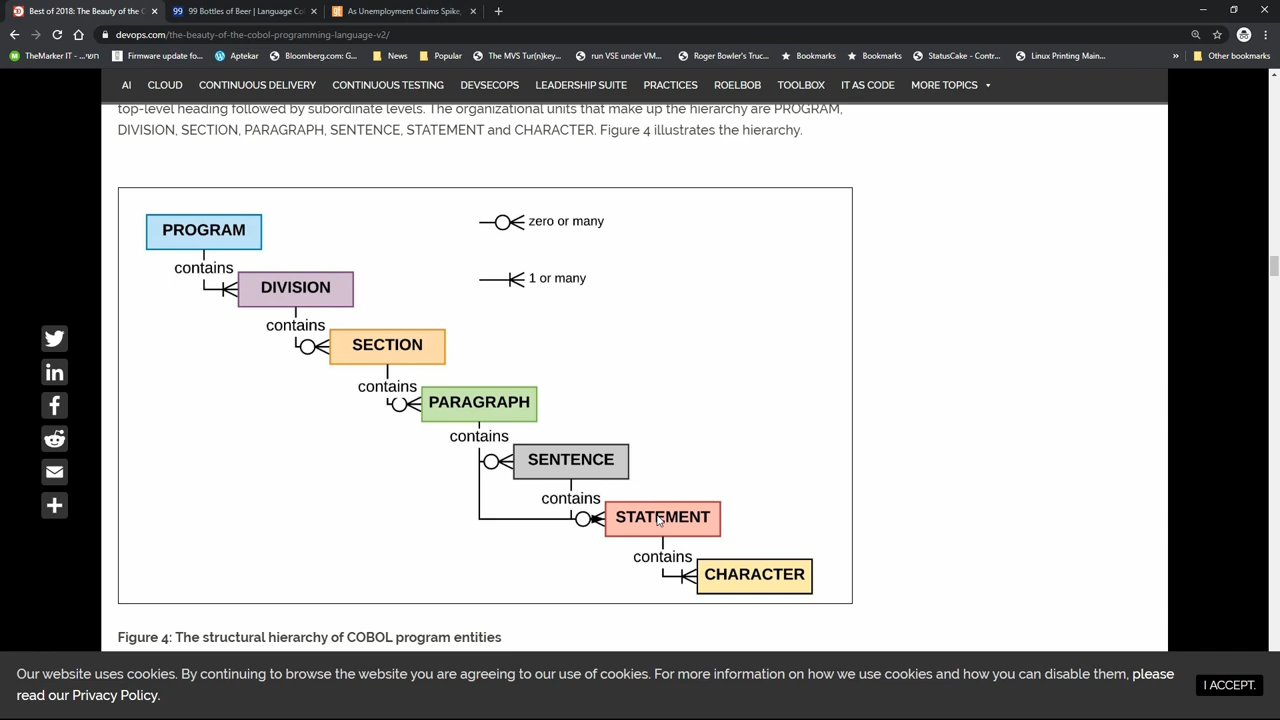 Best of 2018: The Beauty of the C
99 Bottles of Beer | Language Co
As Unemployment Claims Spike,
devops.com/the-beauty-of-the-cobol-programming-language-v2/
TheMarker IT - ...תשי
Firmware update fo...
Aptekar
Bloomberg.com: G...
News
Popular
The MVS Tur(n)key...
run VSE under VM...
Roger Bowler's Truc...
Bookmarks
Bookmarks
StatusCake - Contr...
Linux Printing Main...
»
Other bookmarks
AI CLOUD CONTINUOUS DELIVERY CONTINUOUS TESTING DEVSECOPS LEADERSHIP SUITE PRACTICES ROELBOB TOOLBOX IT AS CODE MORE TOPICS
top-level heading followed by subordinate levels. The organizational units that make up the hierarchy are PROGRAM,
DIVISION, SECTION, PARAGRAPH, SENTENCE, STATEMENT and CHARACTER. Figure 4 illustrates the hierarchy.
PROGRAM
zero or many
contains
DIVISION
1 or many
contains
SECTION
contains
PARAGRAPH
contains
SENTENCE
contains
STATEMENT
contains
CHARACTER
Figure 4: The structural hierarchy of COBOL program entities
Our website uses cookies. By continuing to browse the website you are agreeing to our use of cookies. For more information on how we use cookies and how you can disable them, please
read our Privacy Policy.
I ACCEPT.